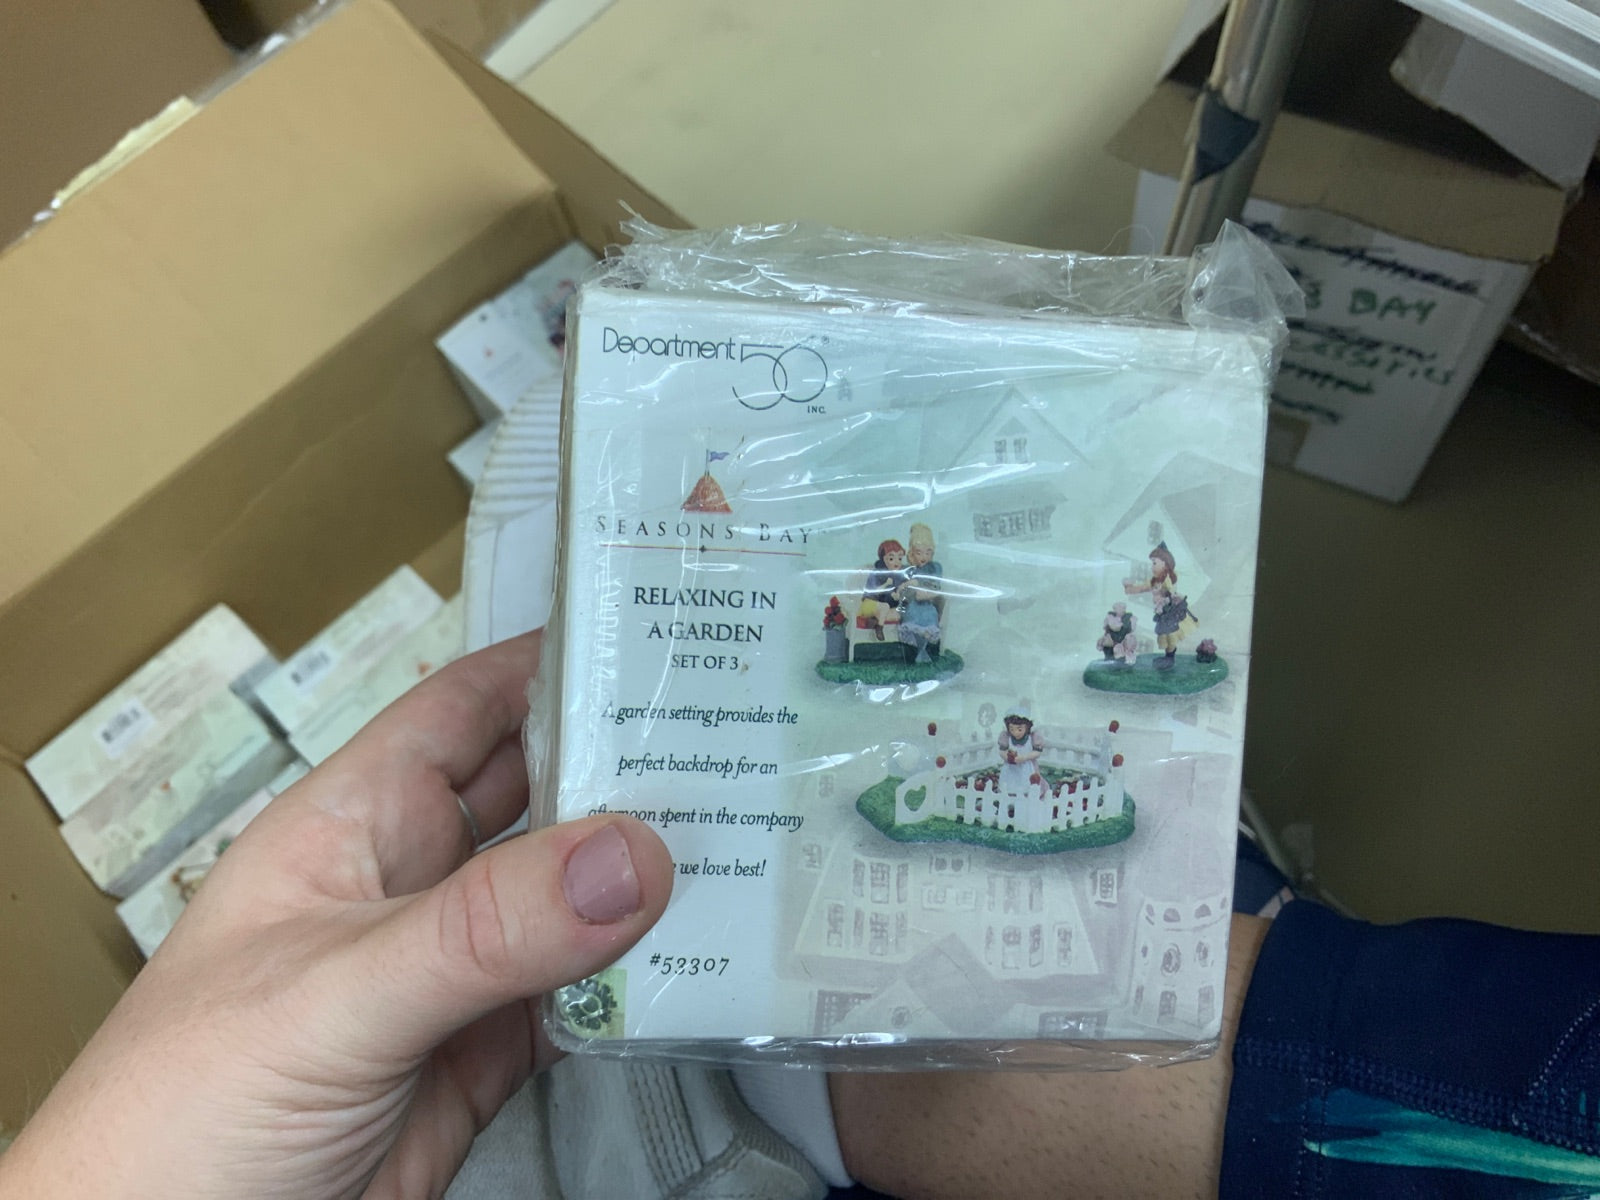 Department 56®
INC.
SEASONS BAY
RELAXING IN
A GARDEN
SET OF 3
A garden setting provides the
perfect backdrop for an
afternoon spent in the company
we love best!
#53307
BAY